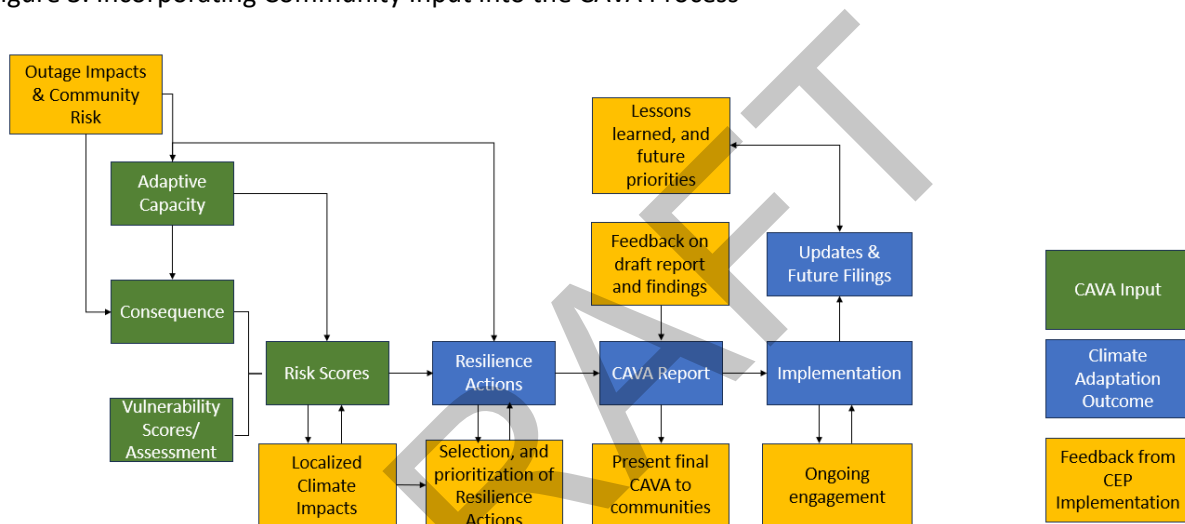 Figure 3: Incorporating Community Input into the CAVA Process
Outage Impacts
& Community
Risk
Adaptive
Capacity
Consequence
Vulnerability
Scores/
Assessment
Risk Scores
Localized
Climate
Impacts
Resilience
Actions
Selection, and
prioritization of
Resilience
Actions
Lessons
learned, and
future
priorities
Feedback on
draft report
and findings
CAVA Report
Present final
CAVA to
communities
Updates &
Future Filings
Implementation
Ongoing
engagement
CAVA Input
Climate
Adaptation
Outcome
Feedback from
CEP
Implementation
DRAFT